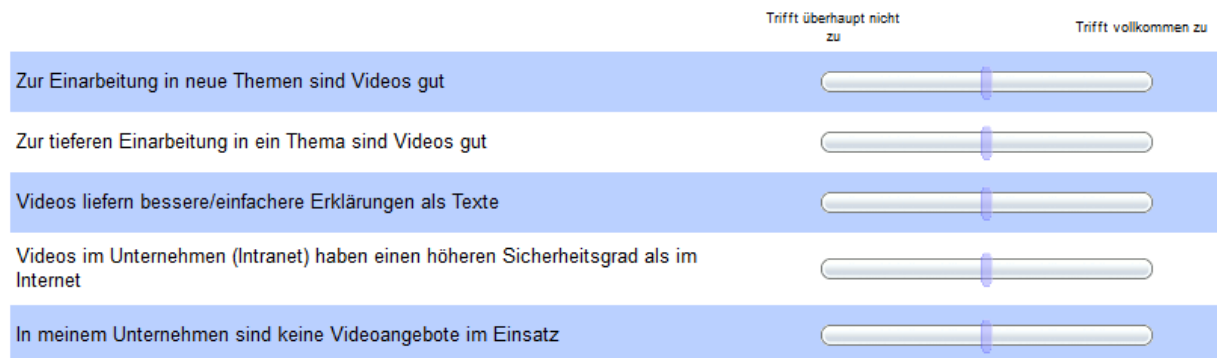 Trifft überhaupt nicht
zu
Trifft vollkommen zu
Zur Einarbeitung in neue Themen sind Videos gut
Zur tieferen Einarbeitung in ein Thema sind Videos gut
Videos liefern bessere/einfachere Erklärungen als Texte
Videos im Unternehmen (Intranet) haben einen höheren Sicherheitsgrad als im
Internet
In meinem Unternehmen sind keine Videoangebote im Einsatz